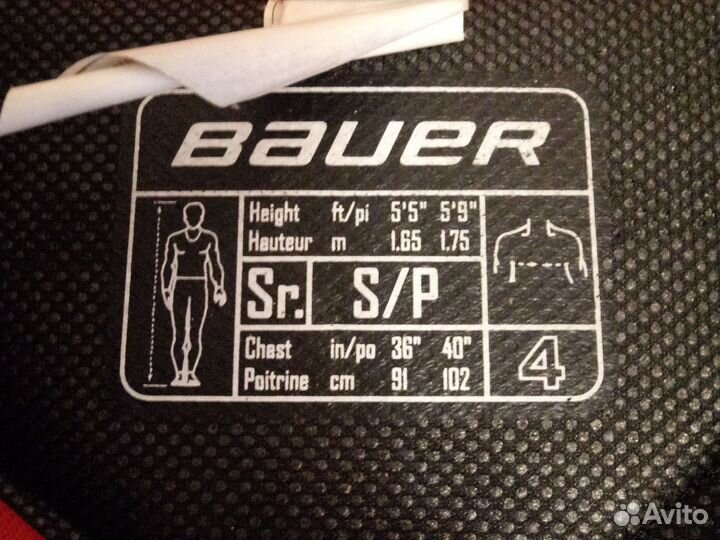 BAUER
Height ft/pi 5'5" 5'9"
Hauteur m 1.65 1.75
Sr. S/P
Chest in/po 36" 40"
Poitrine cm 91 102
4
Avito